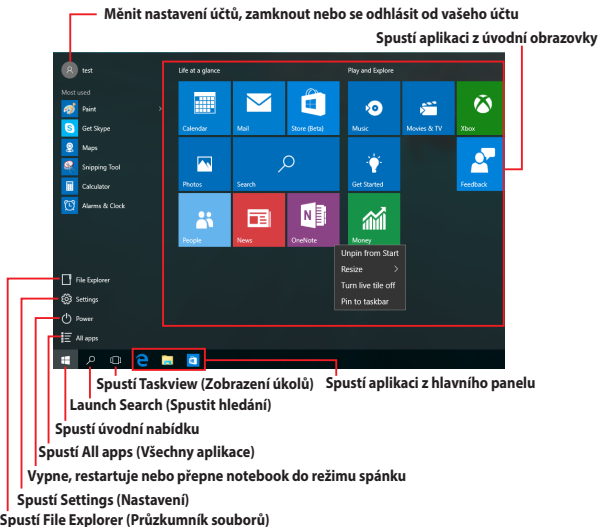 Měnit nastavení účtů, zamknout nebo se odhlásit od vašeho účtu
Spustí aplikaci z úvodní obrazovky
test
Most used
Paint
Get Skype
Maps
Snipping Tool
Calculator
Alarms & Clock
File Explorer
Settings
Power
All apps
Life at a glance
Calendar
Mail
Store (Beta)
Photos
Search
People
News
OneNote
Play and Explore
Music
Movies & TV
Xbox
Get Started
Feedback
Money
Unpin from Start
Resize
Turn live tile off
Pin to taskbar
Spustí Taskview (Zobrazení úkolů)
Spustí aplikaci z hlavního panelu
Launch Search (Spustit hledání)
Spustí úvodní nabídku
Spustí All apps (Všechny aplikace)
Vypne, restartuje nebo přepne notebook do režimu spánku
Spustí Settings (Nastavení)
Spustí File Explorer (Průzkumník souborů)